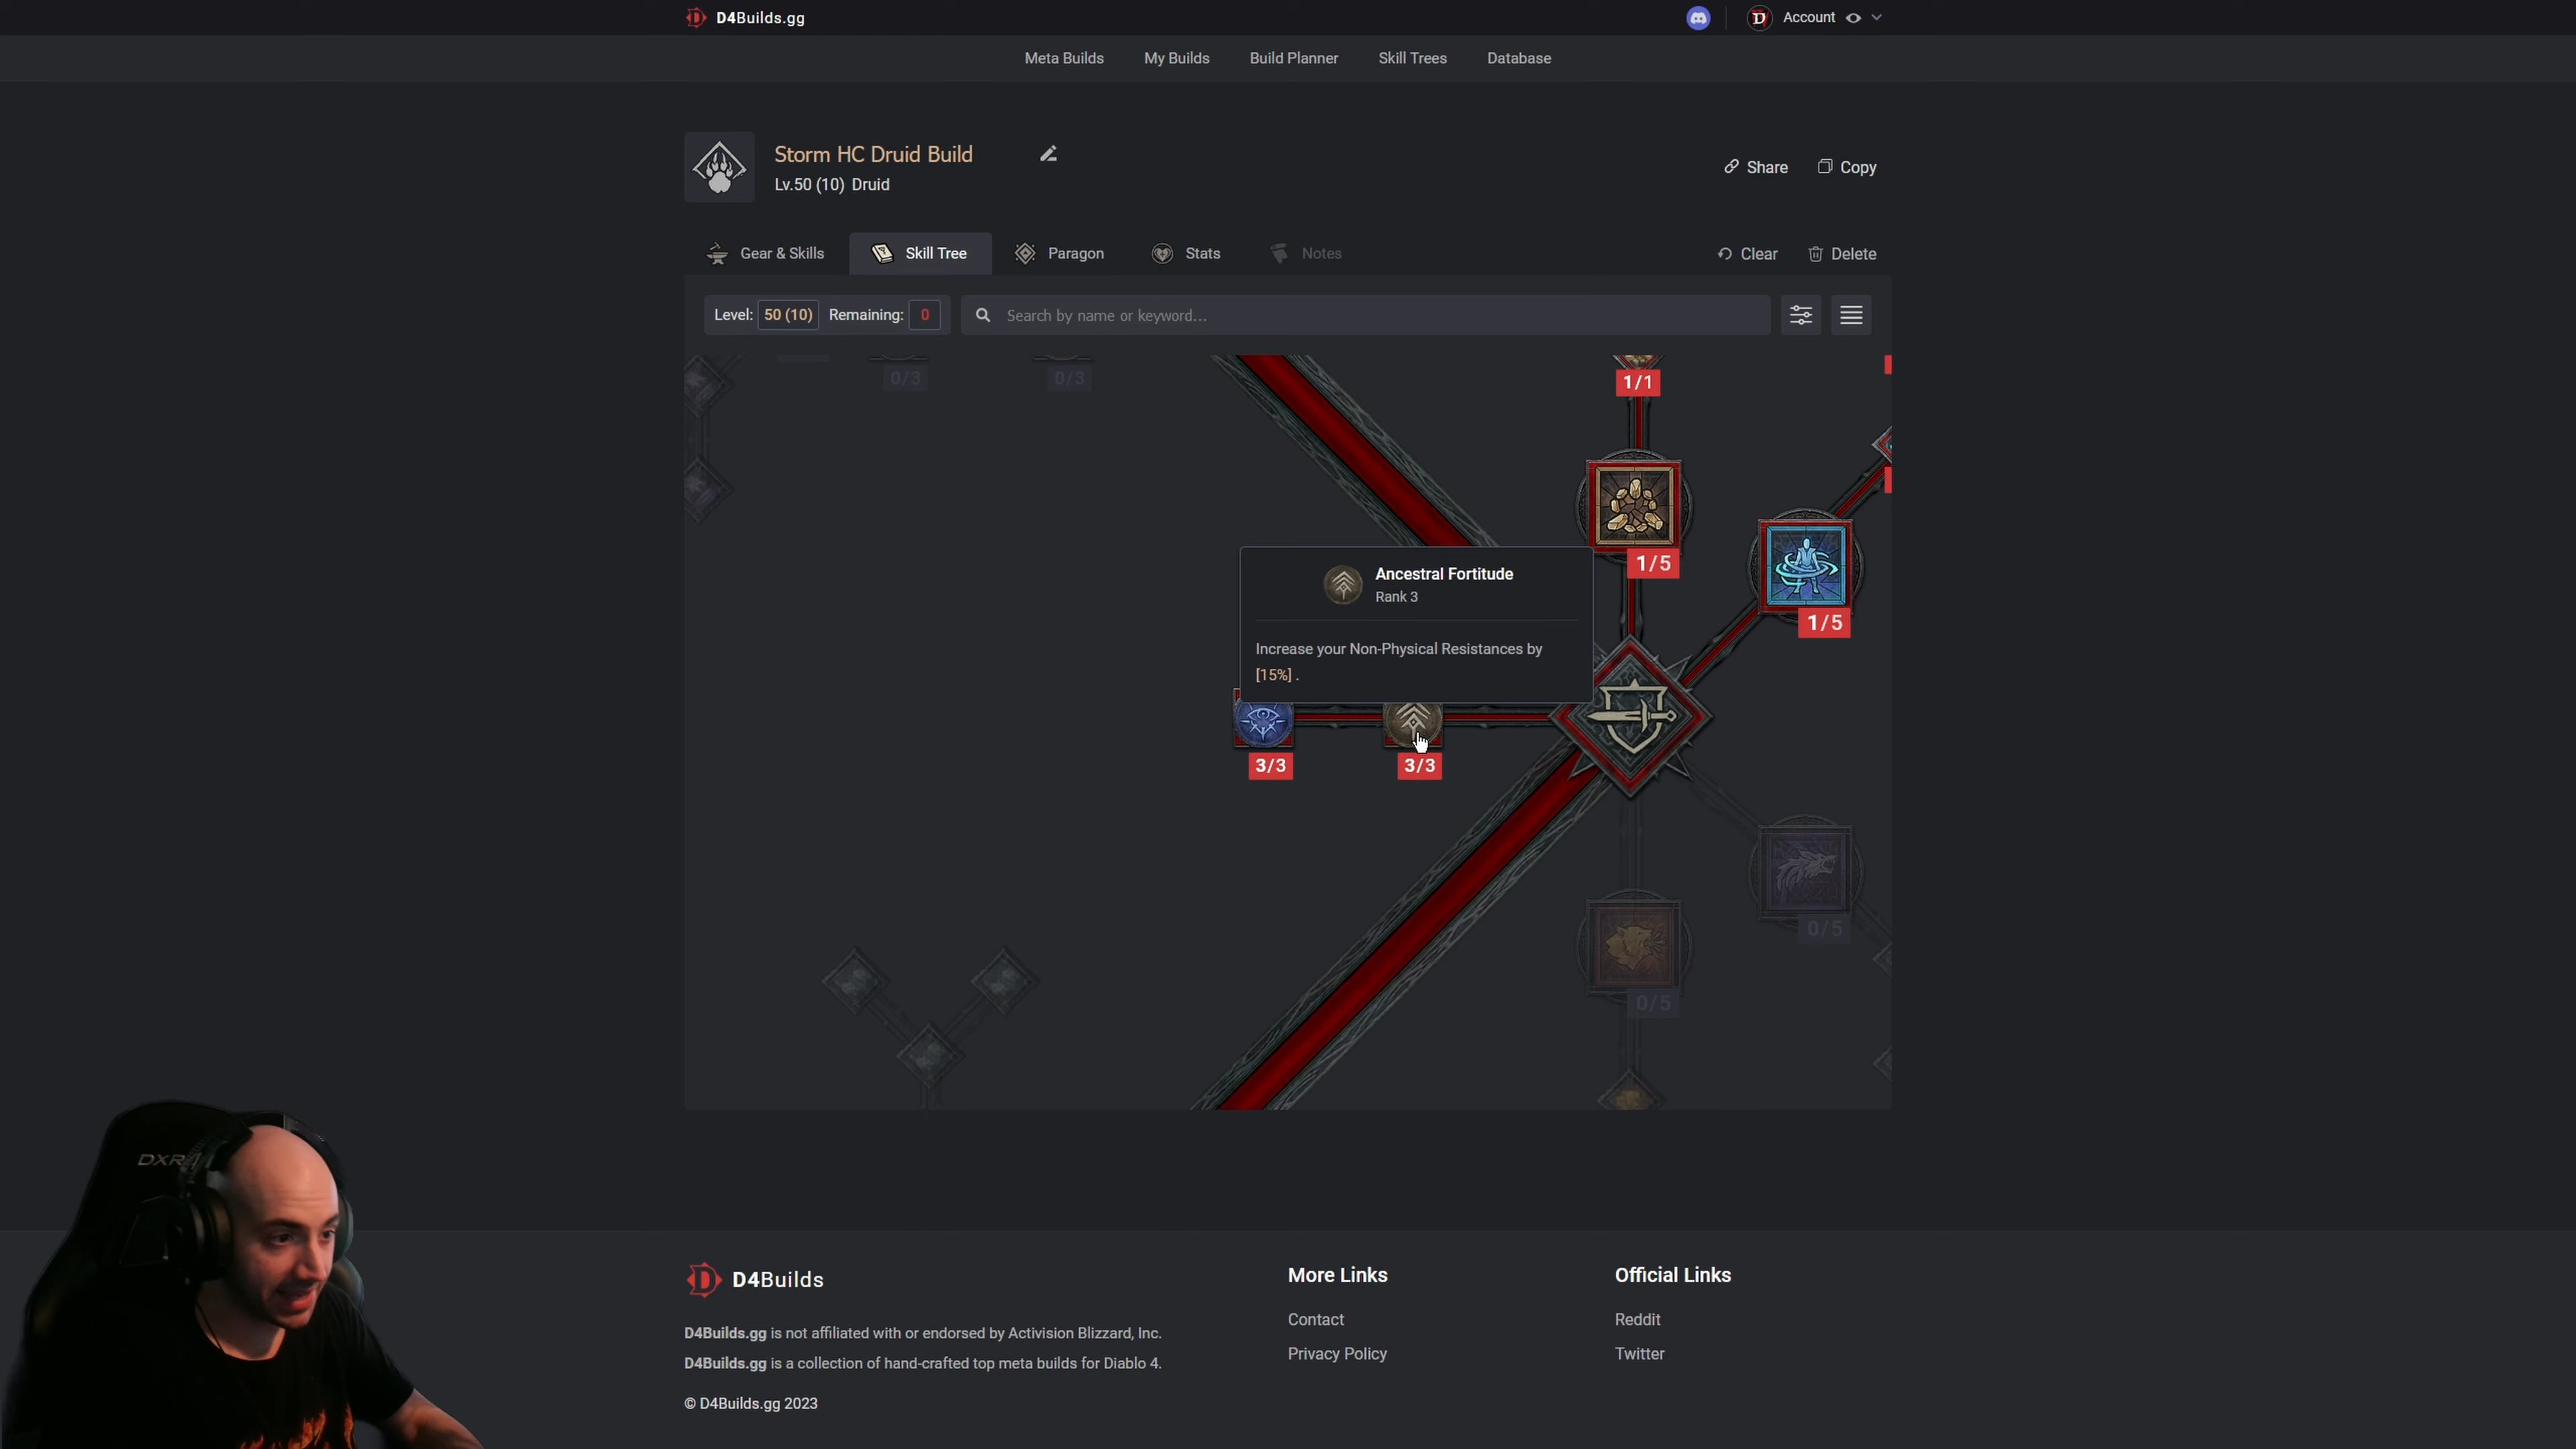 D4Builds.gg
Account
Meta Builds My Builds Build Planner Skill Trees Database
Storm HC Druid Build
Lv.50 (10) Druid
Share Copy
Gear & Skills Skill Tree Paragon Stats Notes
Clear Delete
Level: 50 (10) Remaining: 0 Search by name or keyword...
0/3 0/3 1/1
1/5
Ancestral Fortitude
Rank 3
1/5
Increase your Non-Physical Resistances by
[15%] .
3/3 3/3
0/5
0/5
DXR
D4Builds
D4Builds.gg is not affiliated with or endorsed by Activision Blizzard, Inc.
D4Builds.gg is a collection of hand-crafted top meta builds for Diablo 4.
© D4Builds.gg 2023
More Links
Contact
Privacy Policy
Official Links
Reddit
Twitter